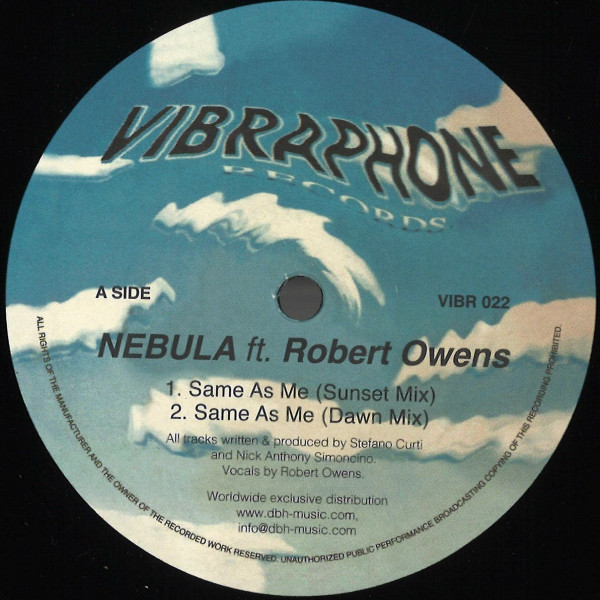 VIBRAPHONE
RECORDS
A SIDE
VIBR 022
NEBULA ft. Robert Owens
1. Same As Me (Sunset Mix)
2. Same As Me (Dawn Mix)
All tracks written & produced by Stefano Curti
and Nick Anthony Simoncino.
Vocals by Robert Owens.
Worldwide exclusive distribution
www.dbh-music.com,
info@dbh-music.com
ALL RIGHTS OF THE MANUFACTURER AND THE OWNER OF THE RECORDED WORK RESERVED. UNAUTHORIZED PUBLIC PERFORMANCE BROADCASTING COPYING OF THIS RECORDING PROHIBITED.